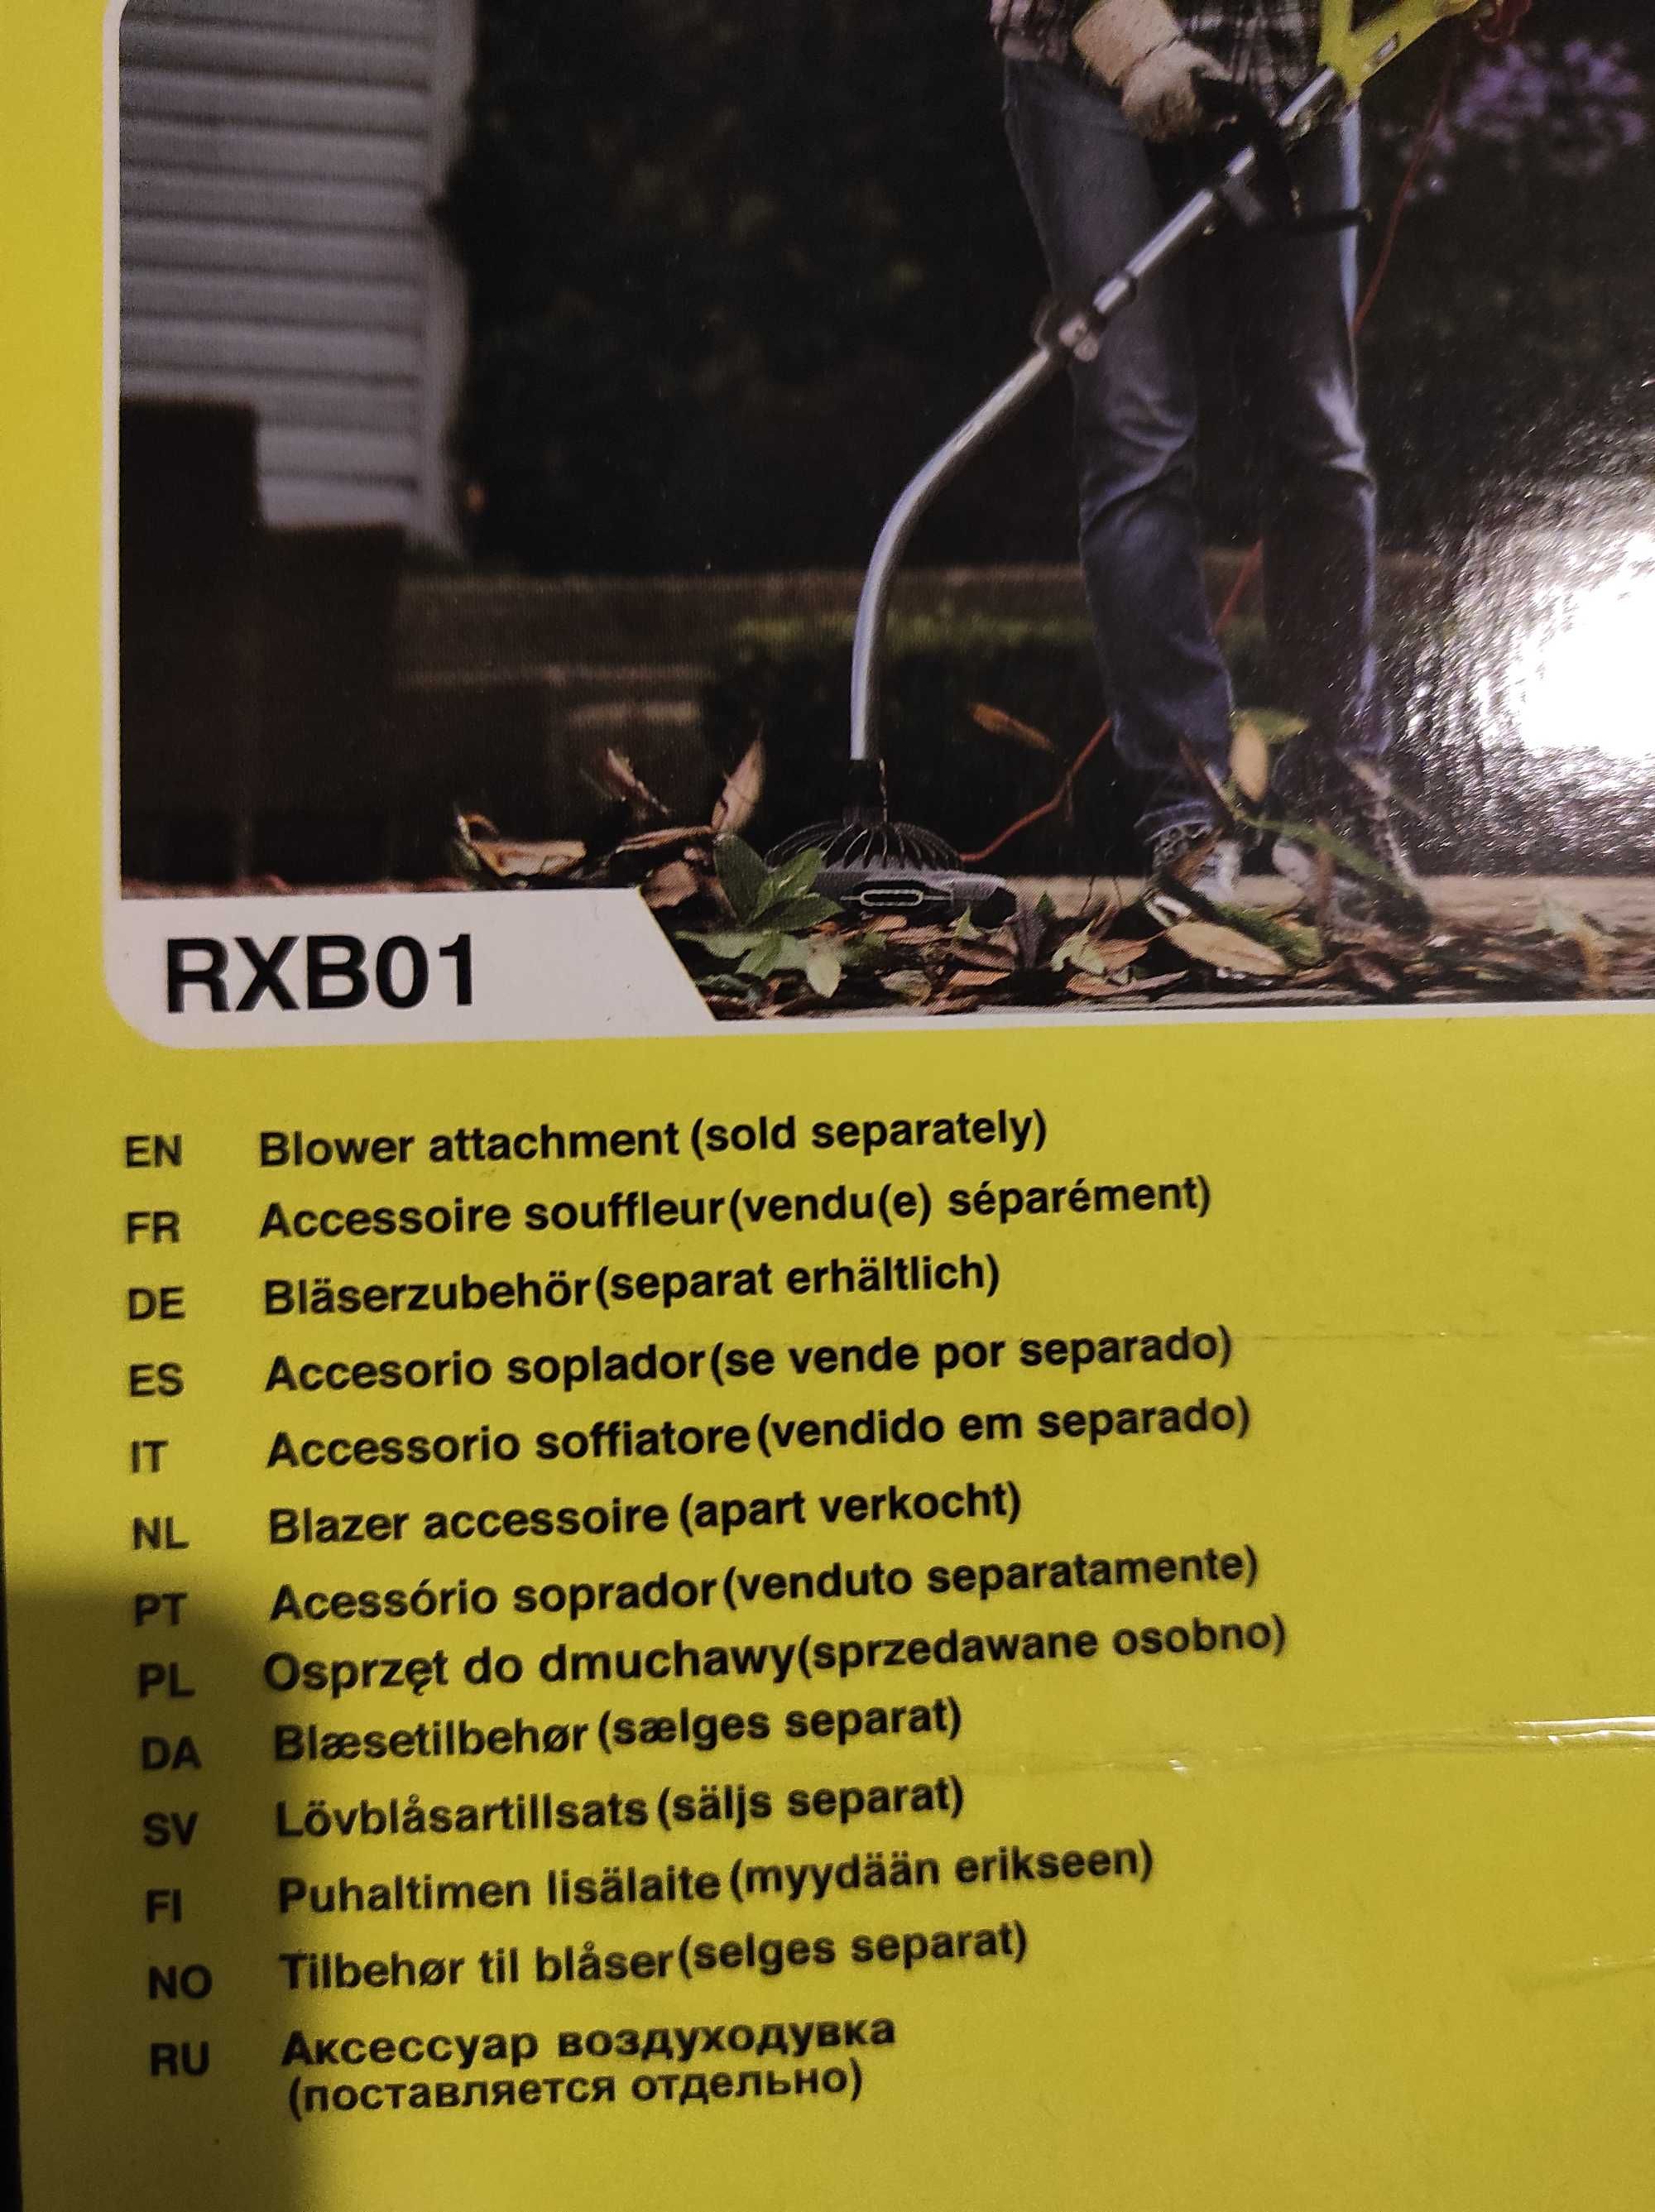 RXB01
EN Blower attachment (sold separately)
FR Accessoire souffleur(vendu(e) séparément)
DE Bläserzubehör(separat erhältlich)
ES Accesorio soplador(se vende por separado)
IT Accessorio soffiatore(vendido em separado)
NL Blazer accessoire (apart verkocht)
PT Acessório soprador(venduto separatamente)
PL Osprzęt do dmuchawy(sprzedawane osobno)
DA Blæsetilbehør (sælges separat)
SV Lövblåsartillsats (säljs separat)
FI Puhaltimen lisälaite (myydään erikseen)
NO Tilbehør til blåser(selges separat)
RU Аксессуар воздуходувка
(поставляется отдельно)